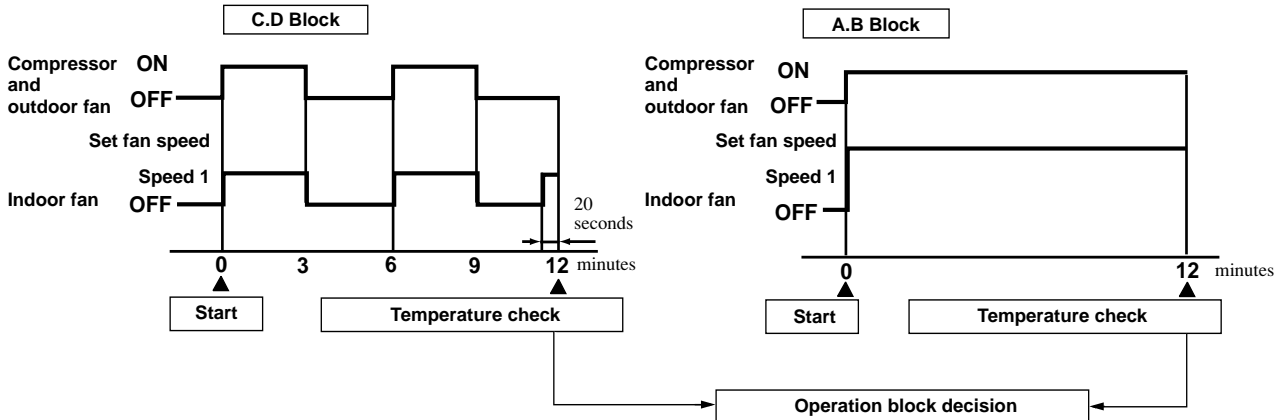 C.D Block
Compressor and outdoor fan
ON
OFF
Set fan speed
Speed 1
Indoor fan
OFF
20 seconds
0 3 6 9 12 minutes
Start
Temperature check
A.B Block
Compressor and outdoor fan
ON
OFF
Set fan speed
Speed 1
Indoor fan
OFF
0 12 minutes
Start
Temperature check
Operation block decision